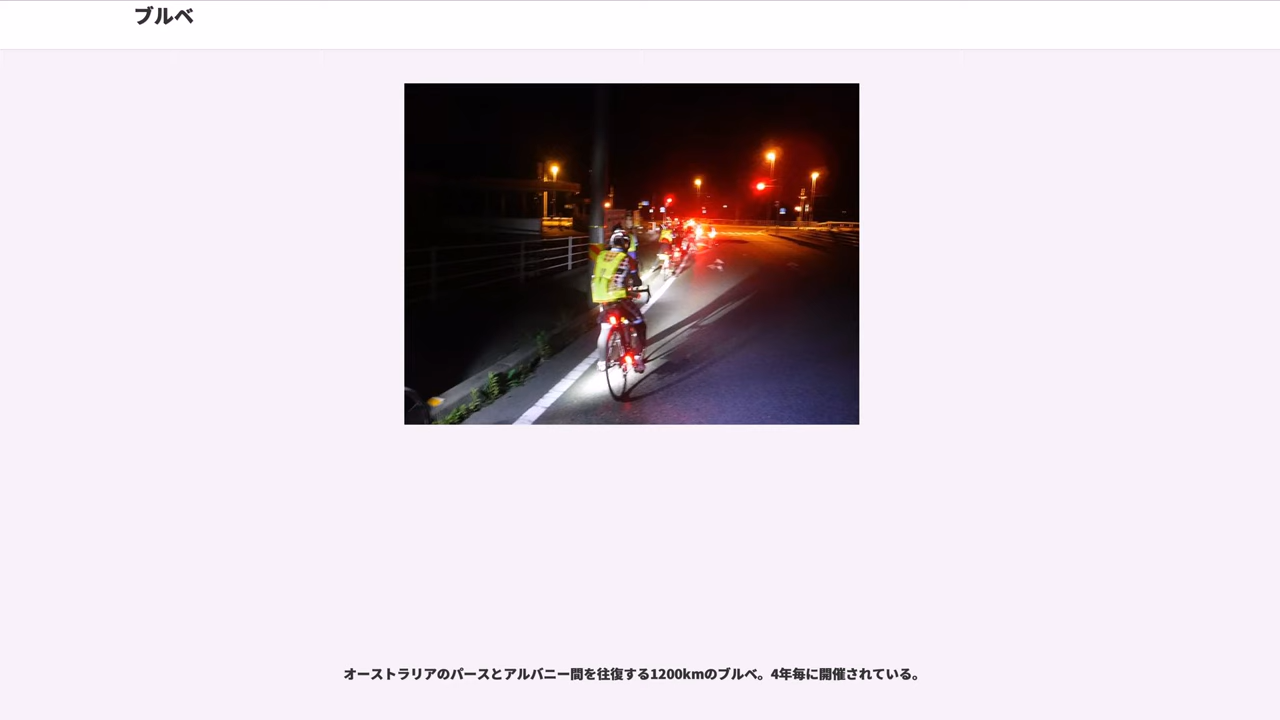 ブルベ
オーストラリアのパースとアルバニー間を往復する1200kmのブルベ。4年毎に開催されている。